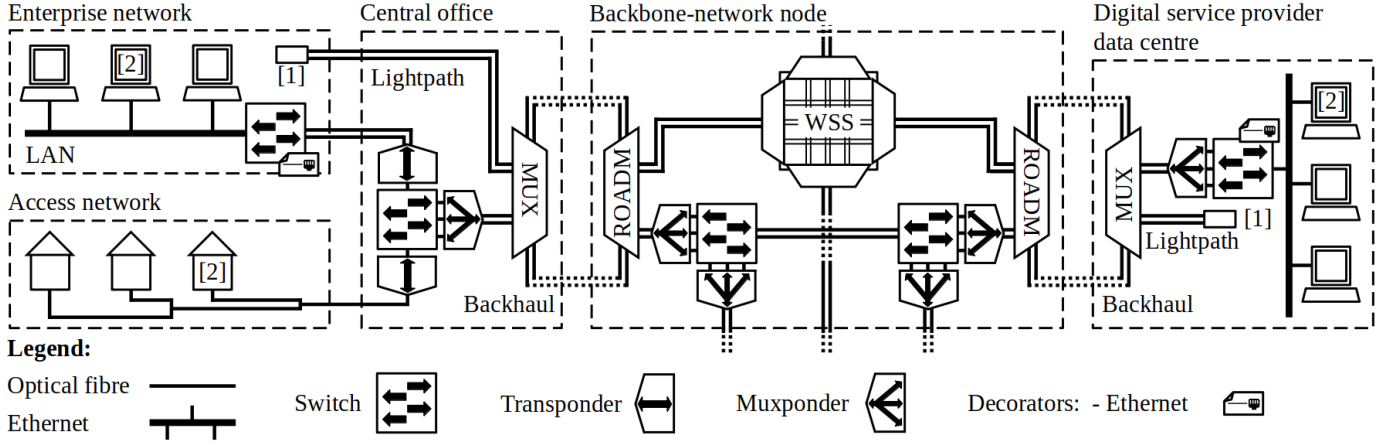 Enterprise network
Central office
Backbone-network node
Digital service provider
data centre
[2]
[1]
Lightpath
LAN
MUX
ROADM
WSS
ROADM
MUX
[2]
[1]
Lightpath
Access network
[2]
Backhaul
Backhaul
Legend:
Optical fibre
Ethernet
Switch
Transponder
Muxponder
Decorators: - Ethernet